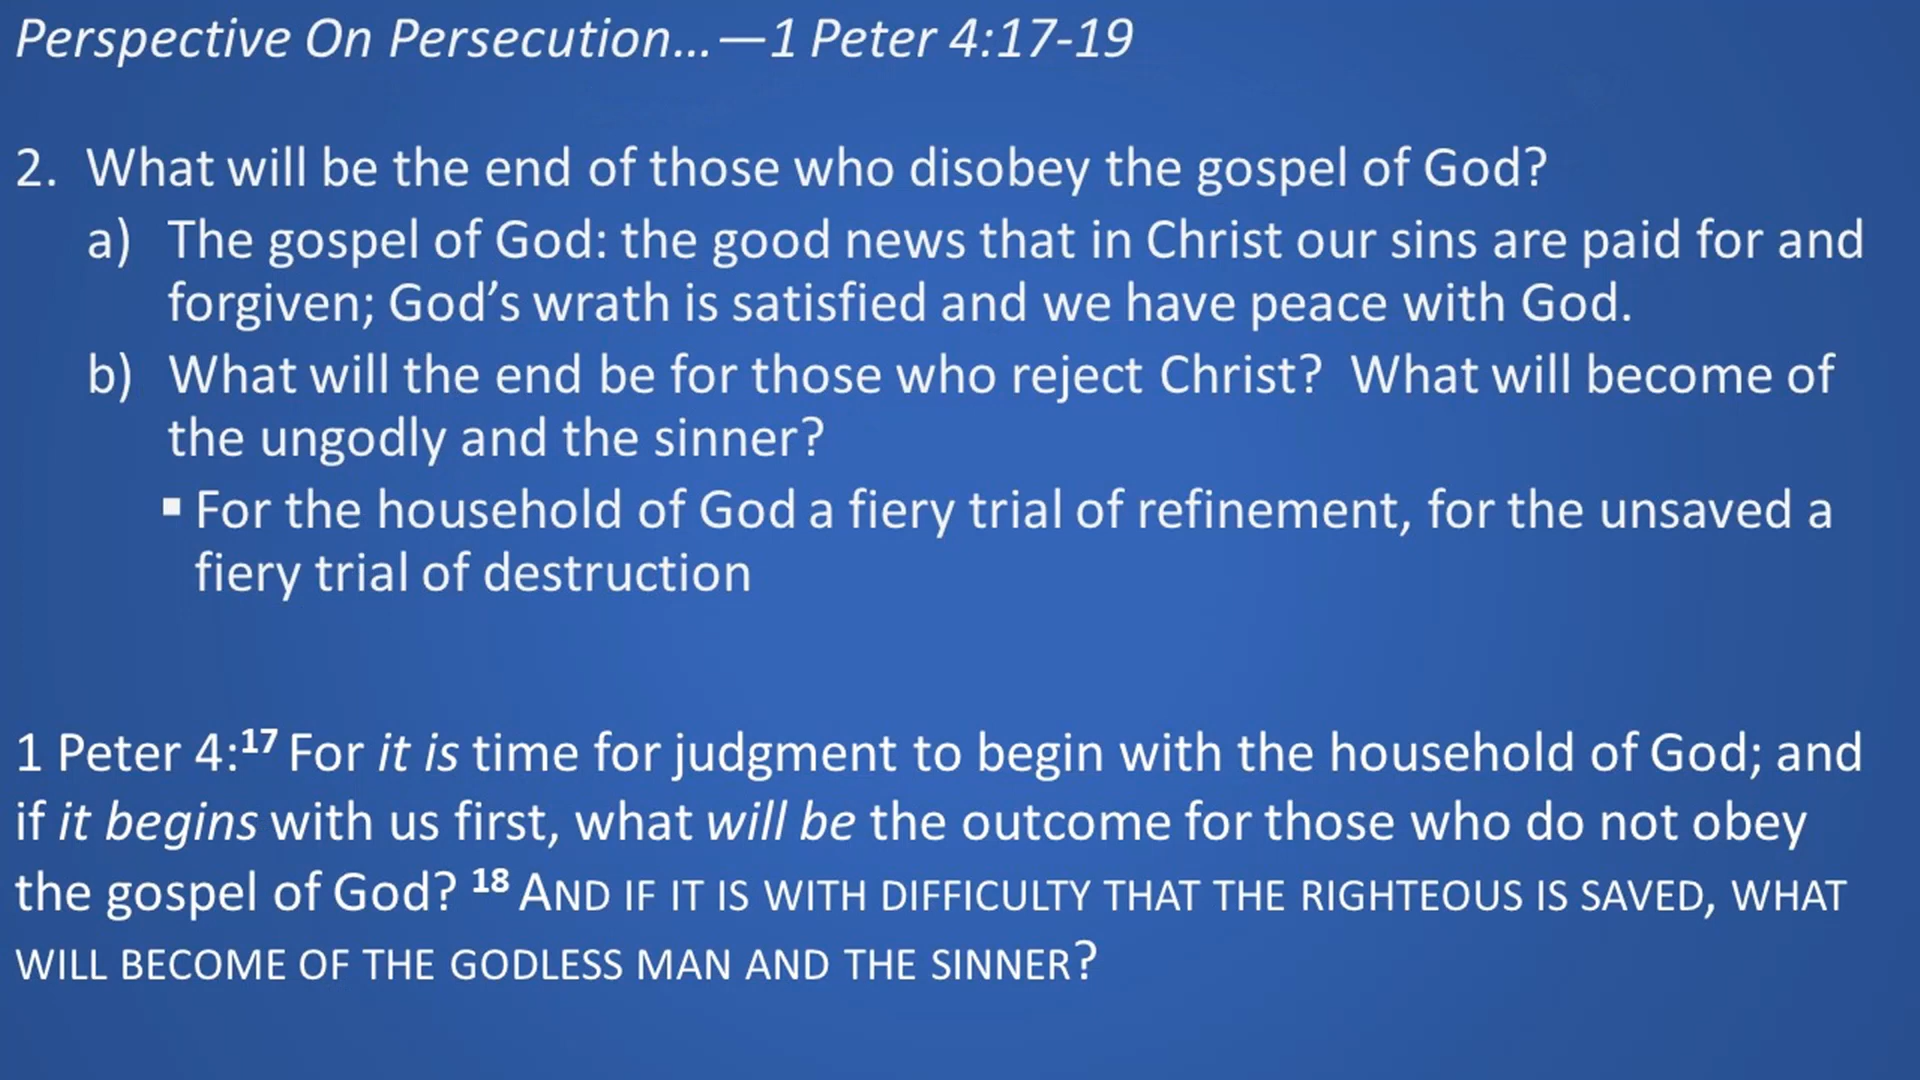 Perspective On Persecution...—1 Peter 4:17-19
2. What will be the end of those who disobey the gospel of God?
a) The gospel of God: the good news that in Christ our sins are paid for and
forgiven; God’s wrath is satisfied and we have peace with God.
b) What will the end be for those who reject Christ?  What will become of
the ungodly and the sinner?
▪ For the household of God a fiery trial of refinement, for the unsaved a
fiery trial of destruction
1 Peter 4:17 For it is time for judgment to begin with the household of God; and
if it begins with us first, what will be the outcome for those who do not obey
the gospel of God? 18 AND IF IT IS WITH DIFFICULTY THAT THE RIGHTEOUS IS SAVED, WHAT
WILL BECOME OF THE GODLESS MAN AND THE SINNER?